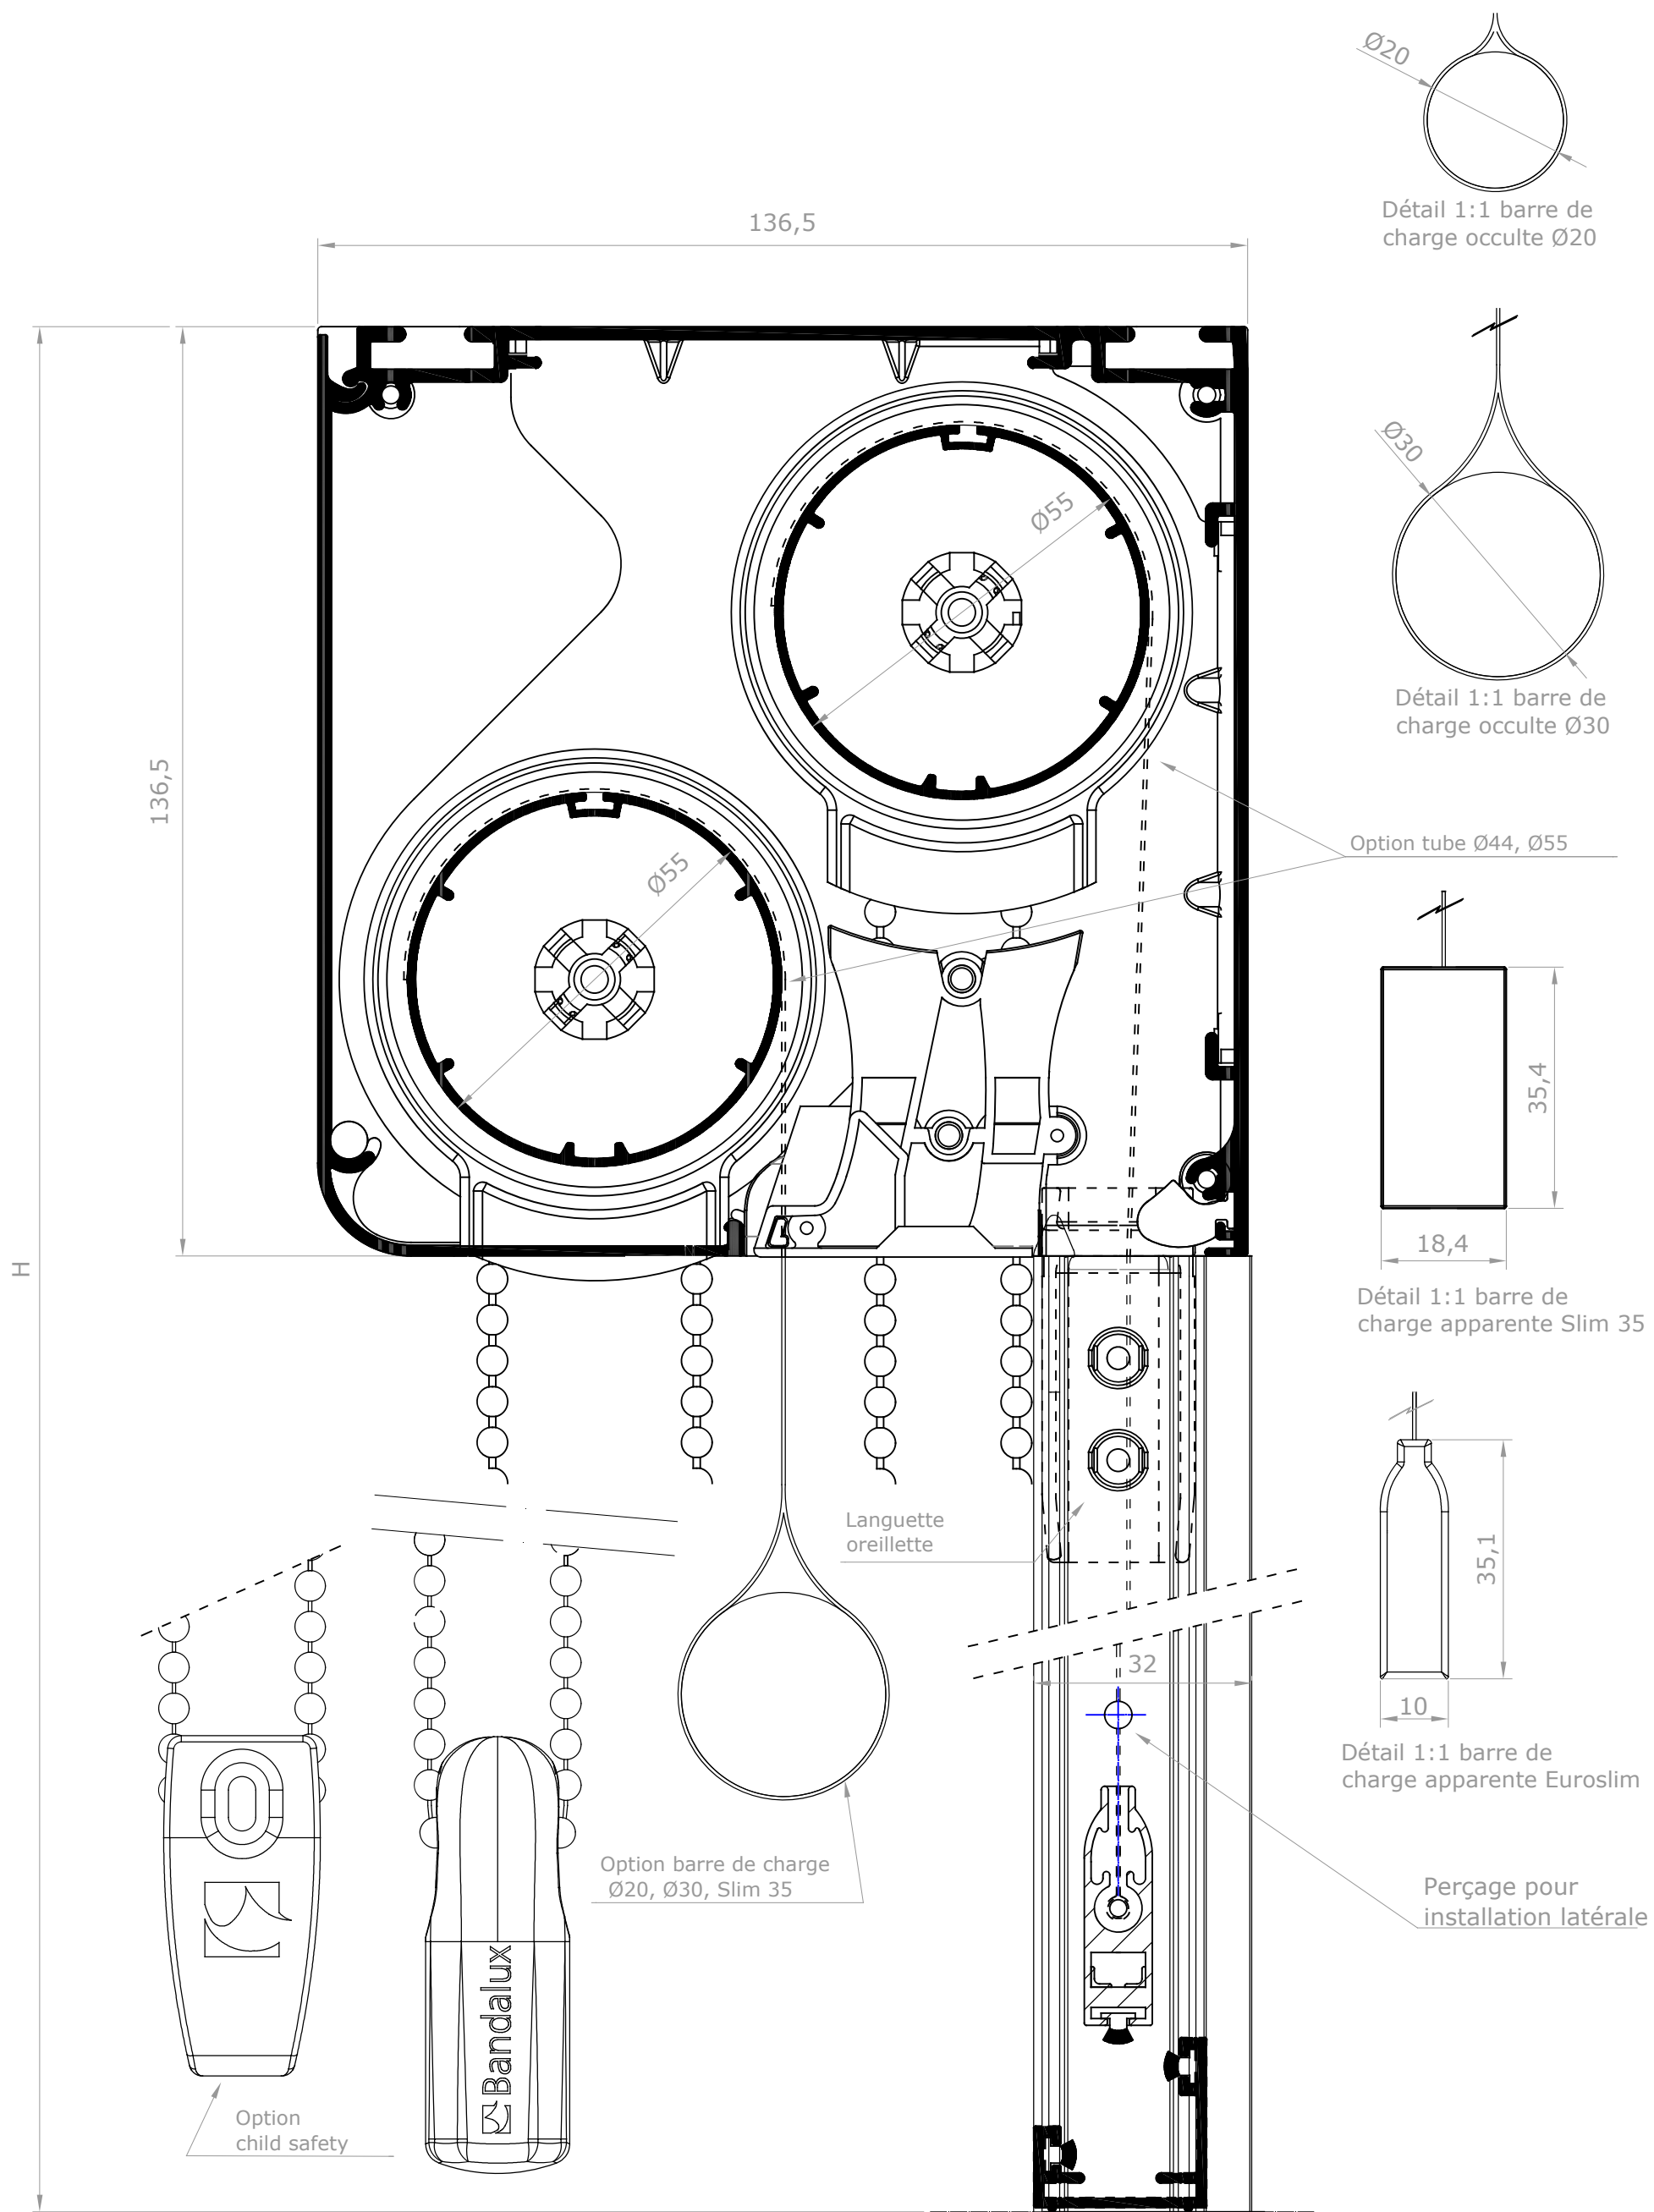 Ø20
Détail 1:1 barre de
charge occulte Ø20
136,5
Ø30
Détail 1:1 barre de
charge occulte Ø30
Ø55
136,5
Option tube Ø44, Ø55
Ø55
35,4
18,4
H
Détail 1:1 barre de
charge apparente Slim 35
Languette
oreillette
35,1
32
10
Détail 1:1 barre de
charge apparente Euroslim
Option barre de charge
Ø20, Ø30, Slim 35
Perçage pour
installation latérale
Bandalux
Option
child safety